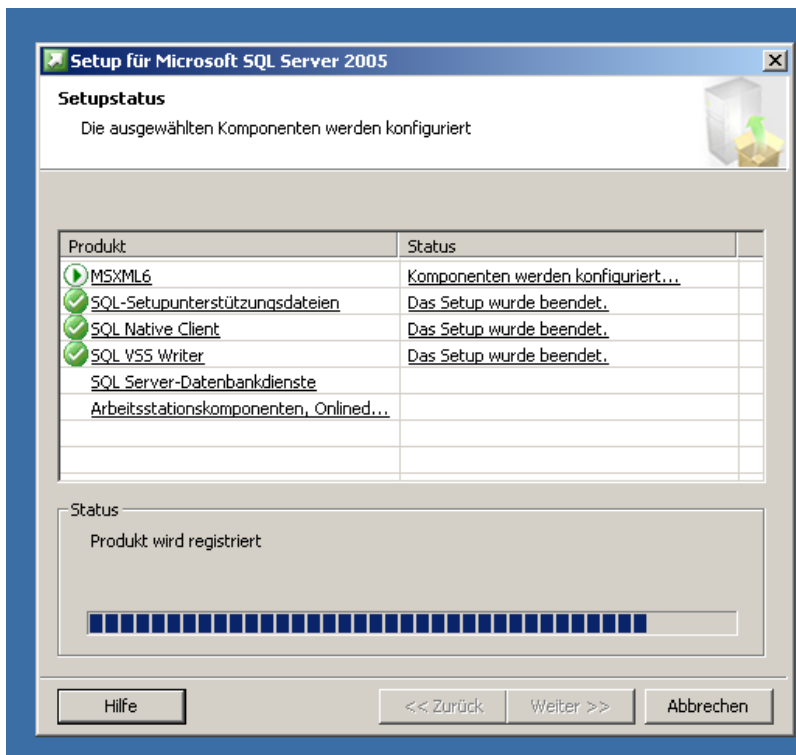 Setup für Microsoft SQL Server 2005
Setupstatus
Die ausgewählten Komponenten werden konfiguriert
Produkt Status
MSXML6 Komponenten werden konfiguriert...
SQL-Setupunterstützungsdateien Das Setup wurde beendet.
SQL Native Client Das Setup wurde beendet.
SQL VSS Writer Das Setup wurde beendet.
SQL Server-Datenbankdienste
Arbeitsstationskomponenten, Onlined...
Status
Produkt wird registriert
Hilfe << Zurück Weiter >> Abbrechen